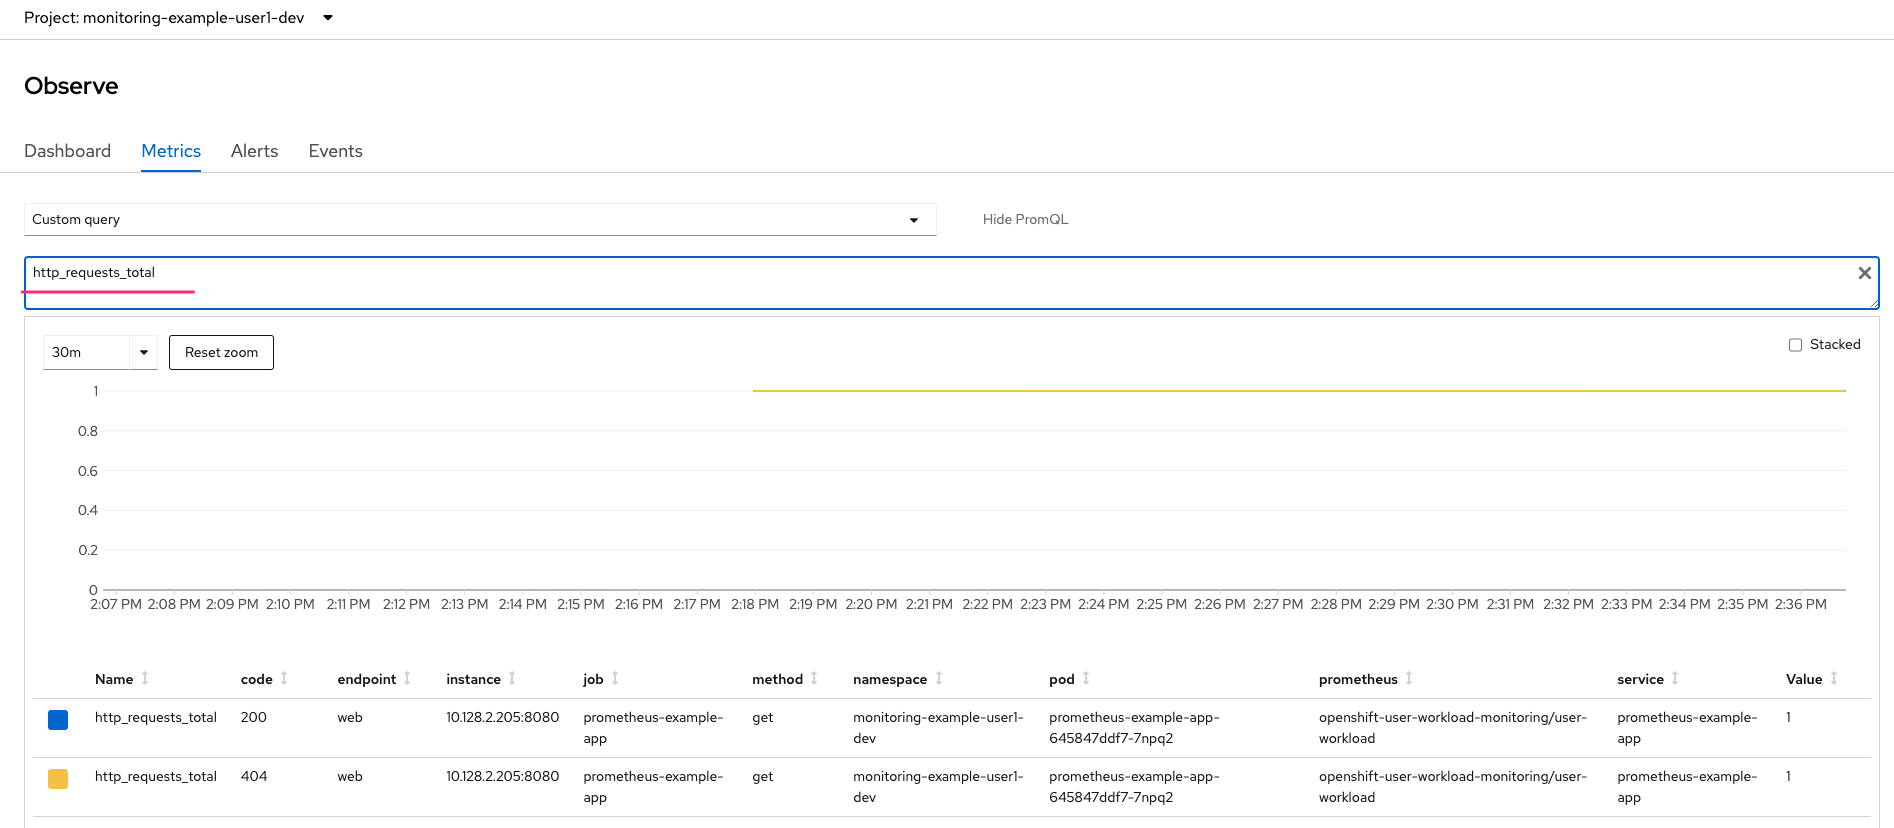 Project: monitoring-example-user1-dev
Observe
Dashboard Metrics Alerts Events
Custom query Hide PromQL
http_requests_total
30m Reset zoom Stacked
1
0.8
0.6
0.4
0.2
0
2:07 PM 2:08 PM 2:09 PM 2:10 PM 2:11 PM 2:12 PM 2:13 PM 2:14 PM 2:15 PM 2:16 PM 2:17 PM 2:18 PM 2:19 PM 2:20 PM 2:21 PM 2:22 PM 2:23 PM 2:24 PM 2:25 PM 2:26 PM 2:27 PM 2:28 PM 2:29 PM 2:30 PM 2:31 PM 2:32 PM 2:33 PM 2:34 PM 2:35 PM 2:36 PM
Name code endpoint instance job method namespace pod prometheus service Value
http_requests_total 200 web 10.128.2.205:8080 prometheus-example- get monitoring-example-user1- prometheus-example-app- openshift-user-workload-monitoring/user- prometheus-example- 1
app dev 645847ddf7-7npq2 workload app
http_requests_total 404 web 10.128.2.205:8080 prometheus-example- get monitoring-example-user1- prometheus-example-app- openshift-user-workload-monitoring/user- prometheus-example- 1
app dev 645847ddf7-7npq2 workload app